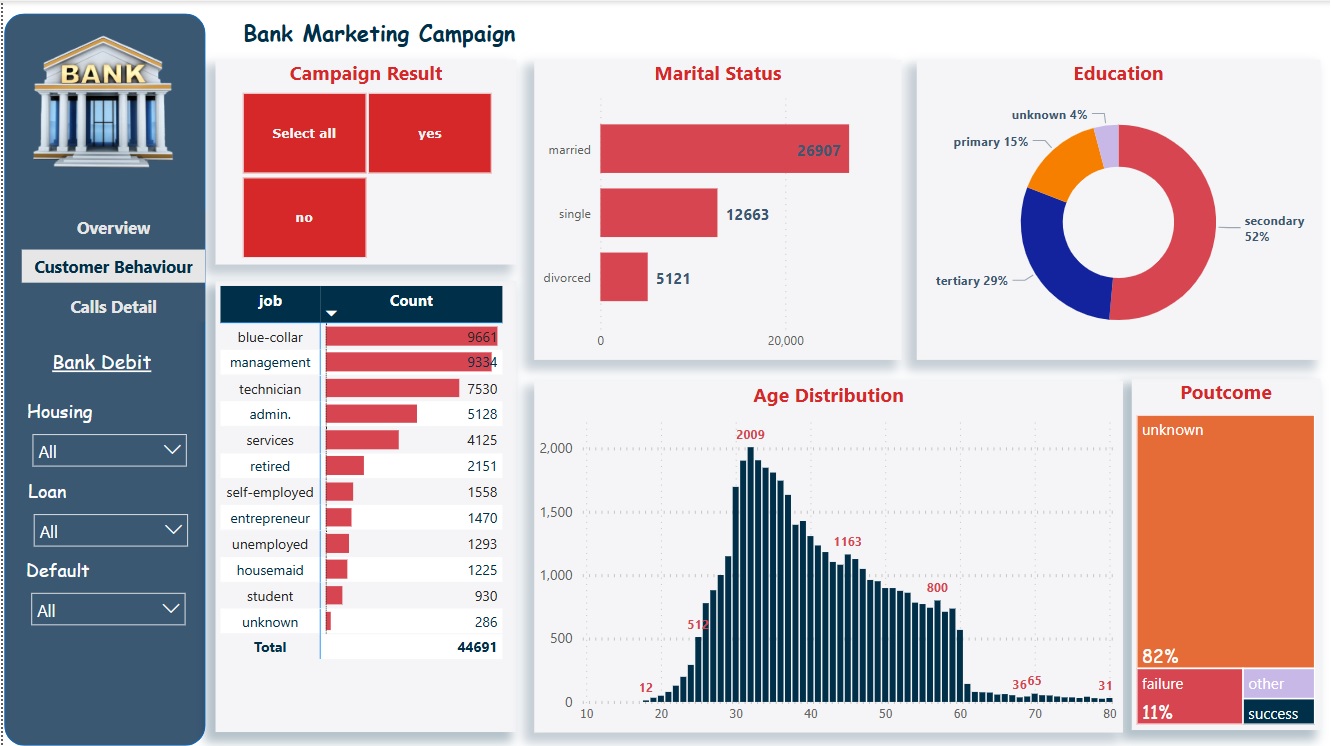 Bank Marketing Campaign
BANK
Overview
Customer Behaviour
Calls Detail
Bank Debit
Housing
All
Loan
All
Default
All
Campaign Result
Select all
yes
no
job Count
blue-collar 9661
management 9334
technician 7530
admin. 5128
services 4125
retired 2151
self-employed 1558
entrepreneur 1470
unemployed 1293
housemaid 1225
student 930
unknown 286
Total 44691
Marital Status
married 26907
single 12663
divorced 5121
0 20,000
Education
unknown 4%
primary 15%
secondary
52%
tertiary 29%
Age Distribution
2009
2,000
1,500
1163
1,000
800
512
500
12 36 65 31
0
10 20 30 40 50 60 70 80
Poutcome
unknown
82%
failure
11%
other
success